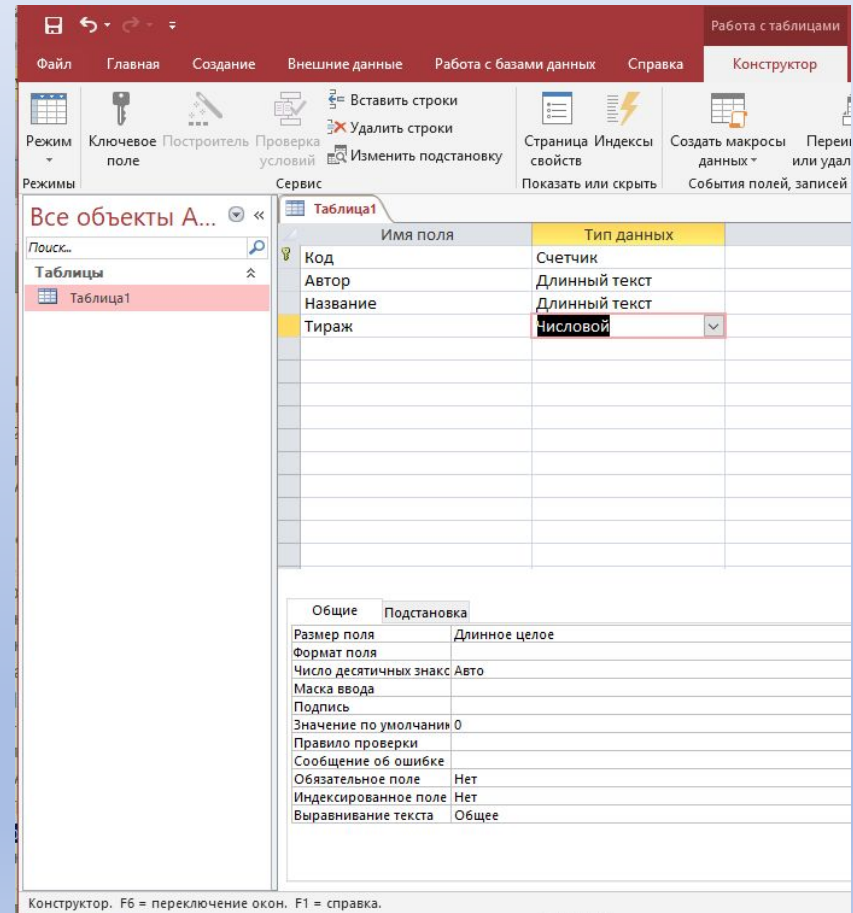 Работа с таблицами
Файл Главная Создание Внешние данные Работа с базами данных Справка Конструктор
Режим
Ключевое поле
Построитель
Проверка условий
Вставить строки
Удалить строки
Изменить подстановку
Страница свойств
Индексы
Создать макросы данных
Переи
или удал
Режимы Сервис Показать или скрыть События полей, записей
Все объекты A... «
Поиск...
Таблицы
Таблица1
Таблица1
Имя поля Тип данных
Код Счетчик
Автор Длинный текст
Название Длинный текст
Тираж Числовой
Общие Подстановка
Размер поля Длинное целое
Формат поля
Число десятичных знакс Авто
Маска ввода
Подпись
Значение по умолчаник 0
Правило проверки
Сообщение об ошибке
Обязательное поле Нет
Индексированное поле Нет
Выравнивание текста Общее
Конструктор. F6 = переключение окон. F1 = справка.